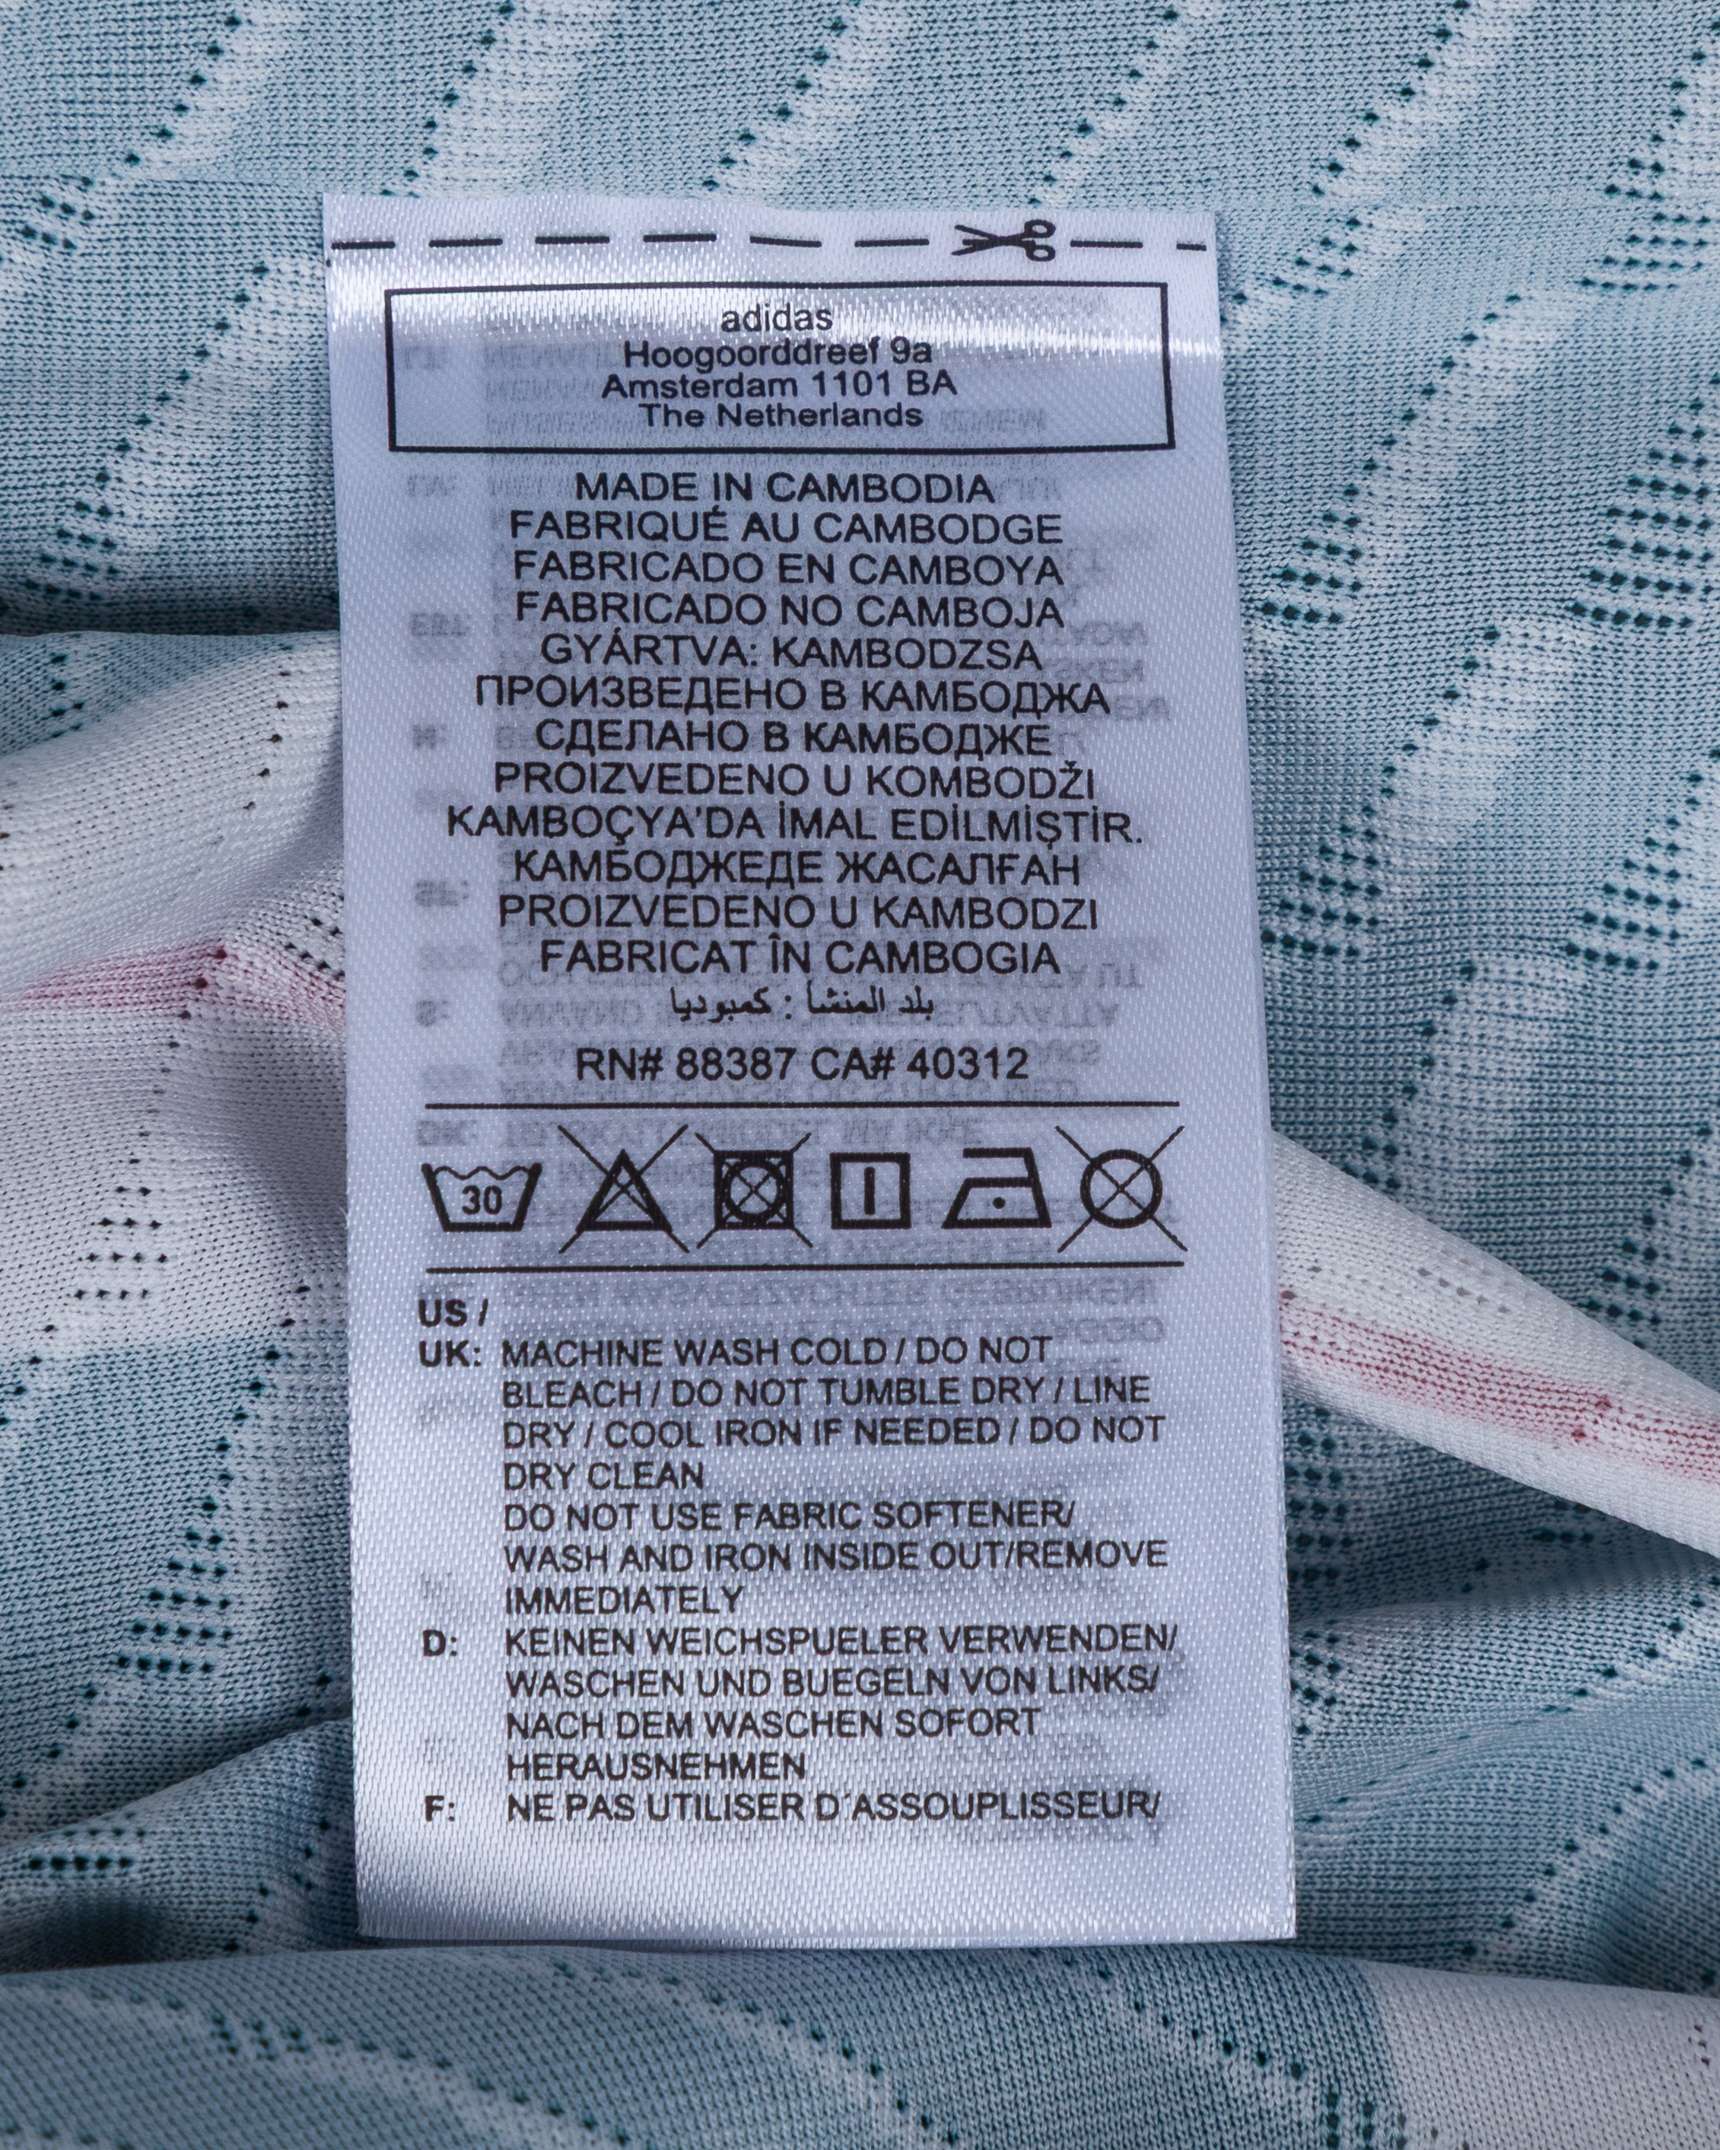 adidas
Hoogoorddreef 9a
Amsterdam 1101 BA
The Netherlands
MADE IN CAMBODIA
FABRIQUÉ AU CAMBODGE
FABRICADO EN CAMBOYA
FABRICADO NO CAMBOJA
GYÁRTVA: KAMBODZSA
ПРОИЗВЕДЕНО В КАМБОДЖА
СДЕЛАНО В КАМБОДЖЕ
PROIZVEDENO U KOMBODŽI
KAMBOÇYA'DA İMAL EDİLMİŞTİR.
КАМБОДЖЕДЕ ЖАСАЛҒАН
PROIZVEDENO U KAMBODZI
FABRICAT ÎN CAMBOGIA
بلد المنشأ : كمبوديا
RN# 88387 CA# 40312
30
US /
UK: MACHINE WASH COLD / DO NOT
BLEACH / DO NOT TUMBLE DRY / LINE
DRY / COOL IRON IF NEEDED / DO NOT
DRY CLEAN
DO NOT USE FABRIC SOFTENER/
WASH AND IRON INSIDE OUT/REMOVE
IMMEDIATELY
D: KEINEN WEICHSPUELER VERWENDEN/
WASCHEN UND BUEGELN VON LINKS/
NACH DEM WASCHEN SOFORT
HERAUSNEHMEN
F: NE PAS UTILISER D´ASSOUPLISSEUR/